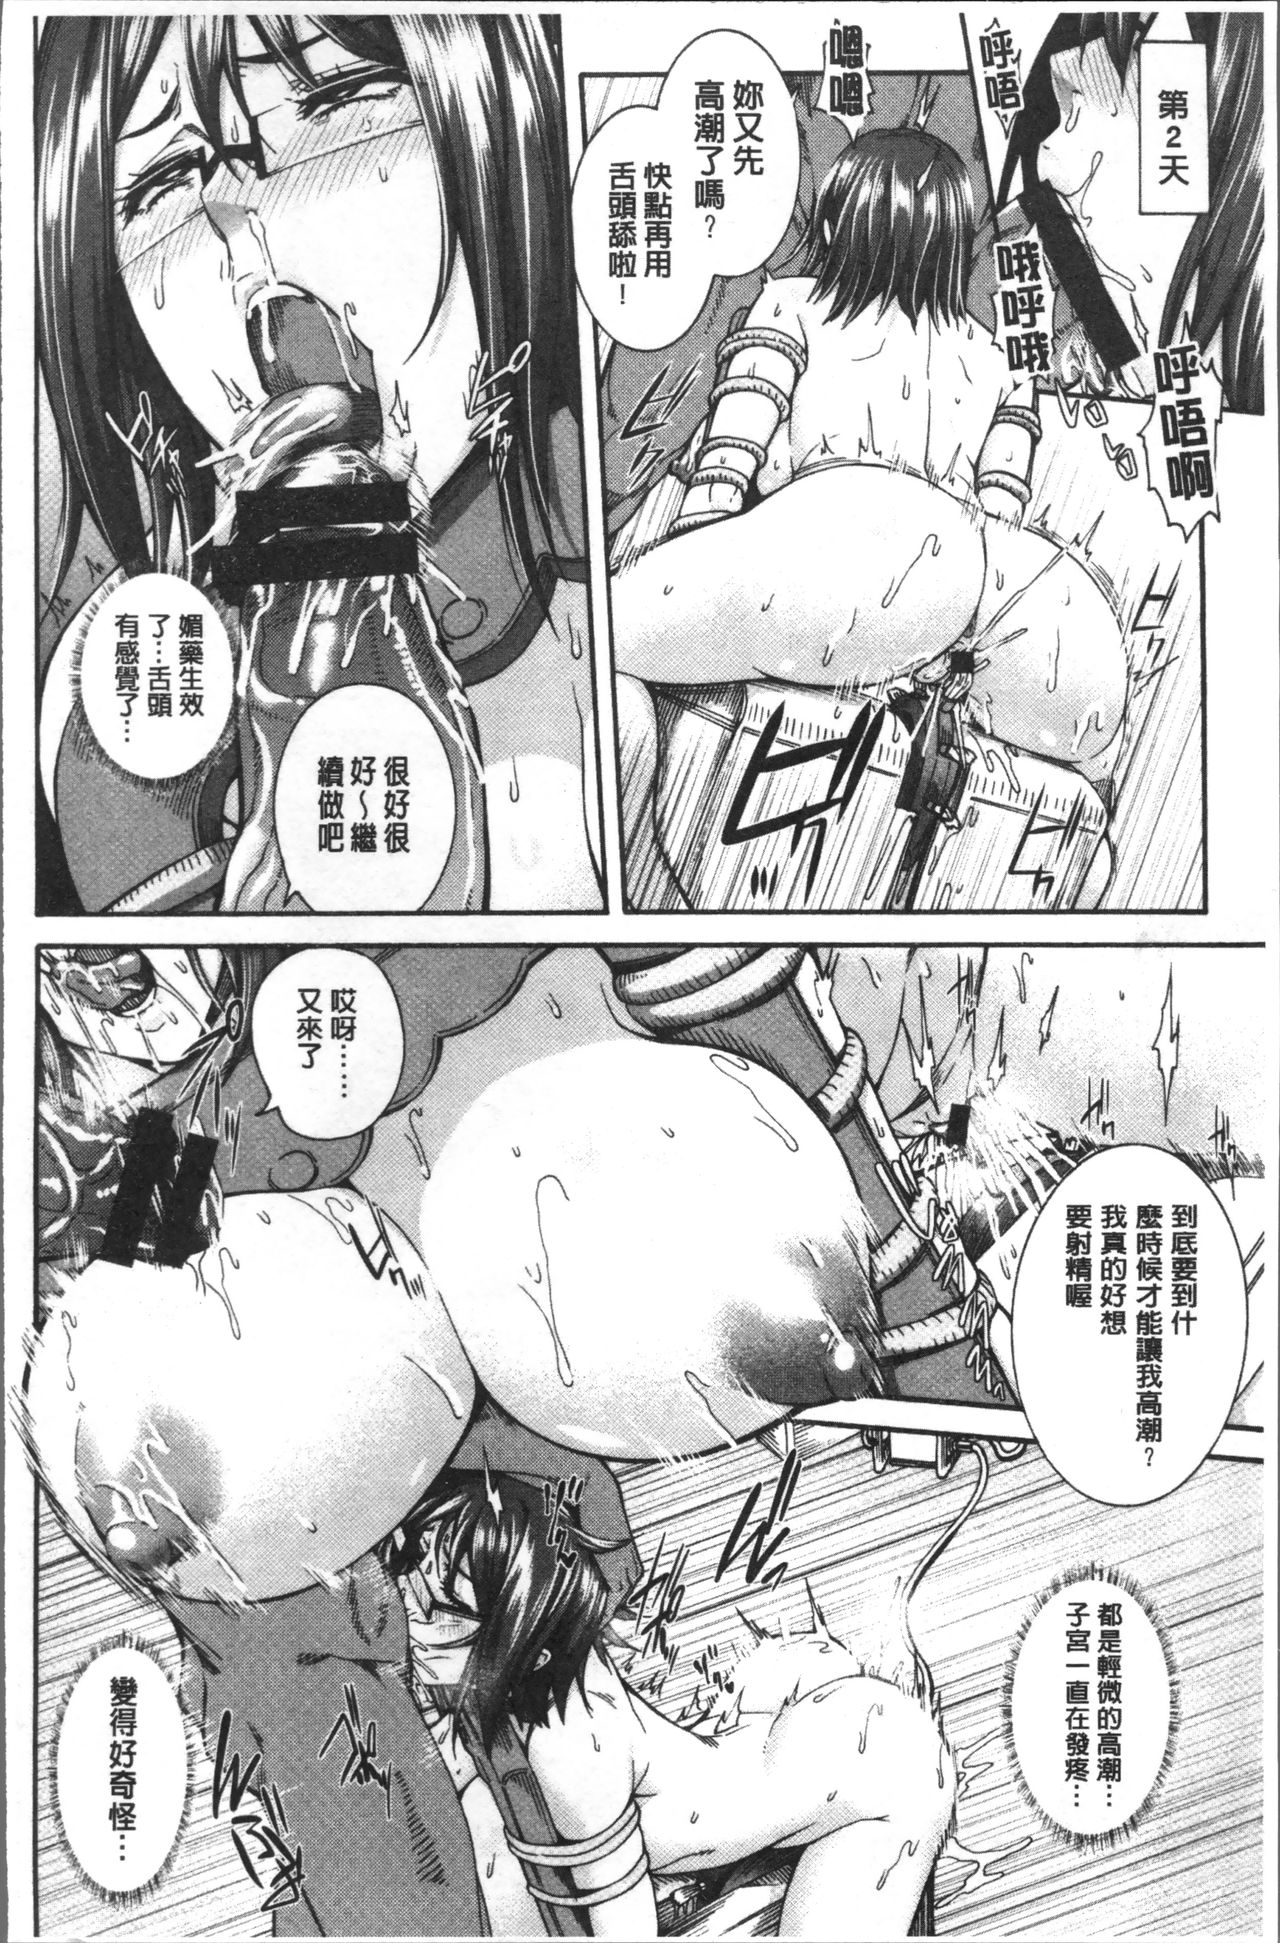 第2天
呼唔
哦呼哦
呼唔啊
嗯嗯
妳又先
高潮了嗎？
快點再用
舌頭舔啦！
媚藥生效
了…舌頭
有感覺了…
很好很
好～繼
續做吧
哎呀……
又來了
到底要到什
麼時候才能讓我高潮？
我真的好想
要射精喔
都是輕微的高潮…
子宮一直在發疼…
變得好奇怪…